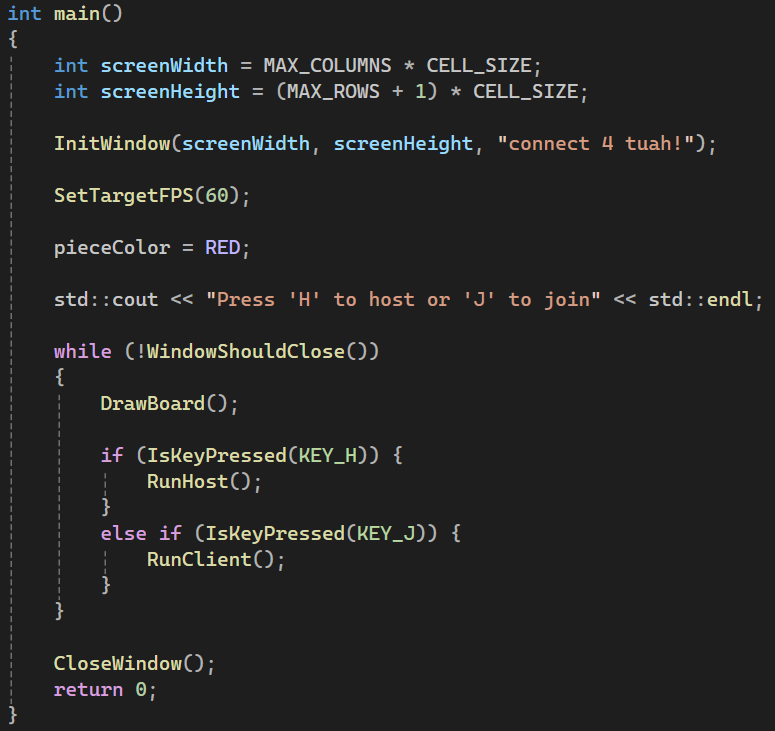 int main()
{
    int screenWidth = MAX_COLUMNS * CELL_SIZE;
    int screenHeight = (MAX_ROWS + 1) * CELL_SIZE;

    InitWindow(screenWidth, screenHeight, "connect 4 tuah!");

    SetTargetFPS(60);

    pieceColor = RED;

    std::cout << "Press 'H' to host or 'J' to join" << std::endl;

    while (!WindowShouldClose())
    {
        DrawBoard();

        if (IsKeyPressed(KEY_H)) {
            RunHost();
        }
        else if (IsKeyPressed(KEY_J)) {
            RunClient();
        }
    }

    CloseWindow();
    return 0;
}